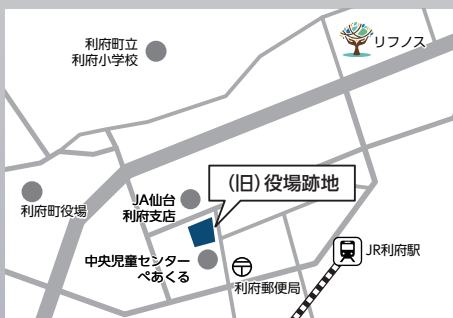 利府町立
利府小学校
リフノス
利府町役場
JA仙台
利府支店
(旧)役場跡地
中央児童センター
ぺあくる
利府郵便局
JR利府駅